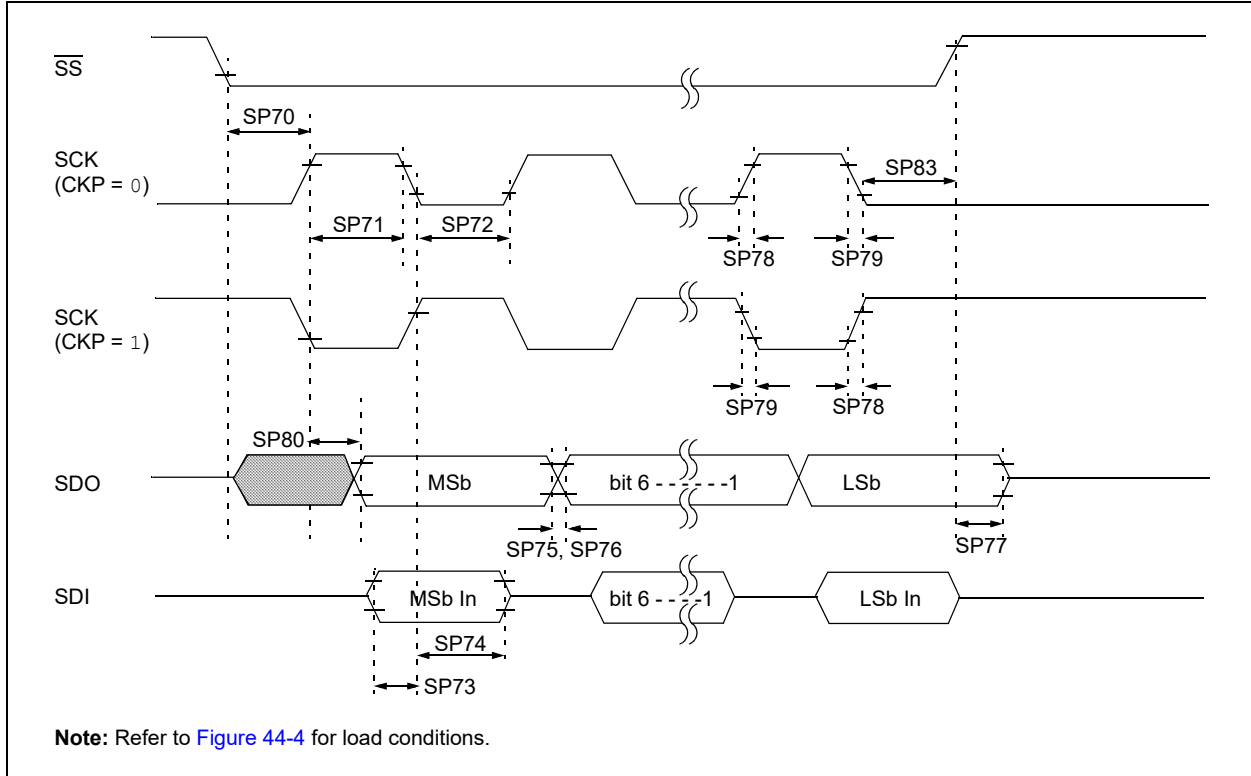 SS
SP70
SCK
(CKP = 0)
SP83
SP71
SP72
SP78
SP79
SCK
(CKP = 1)
SP79
SP78
SP80
SDO
MSb
bit 6 - - - - - -1
LSb
SP75, SP76
SP77
SDI
MSb In
bit 6 - - - -1
LSb In
SP74
SP73
Note: Refer to Figure 44-4 for load conditions.